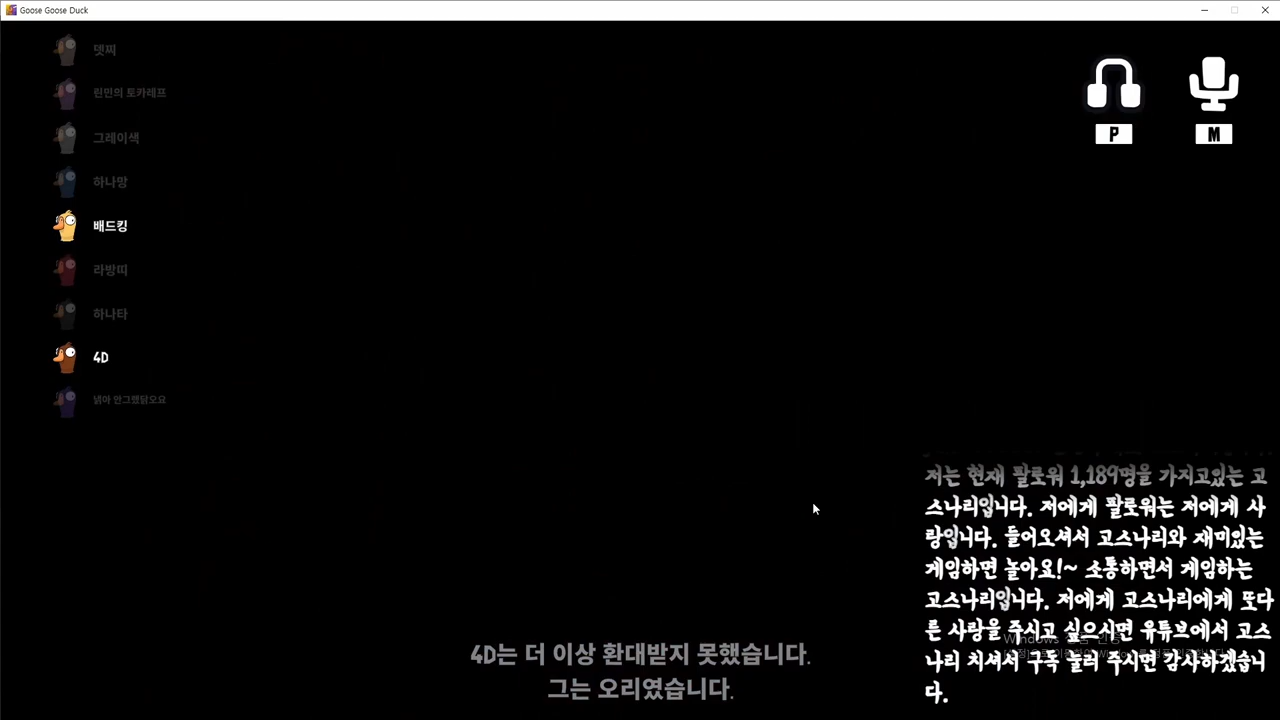 Goose Goose Duck
뎃찌
린민의 토카레프
그레이색
하나망
배드킹
라방띠
하나타
4D
P
M
저는 현재 팔로워 1,189명을 가지고있는 고
스나리입니다. 저에게 팔로워는 저에게 사
랑입니다. 들어오셔서 고스나리와 재미있는
게임하면 놀아요!~ 소통하면서 게임하는
고스나리입니다. 저에게 고스나리에게 또다
른 사랑을 주시고 싶으시면 유튜브에서 고스
나리 치셔서 구독 눌러 주시면 감사하겠습니
다.
Windows 정품 인증
4D는 더 이상 환대받지 못했습니다.
그는 오리였습니다.